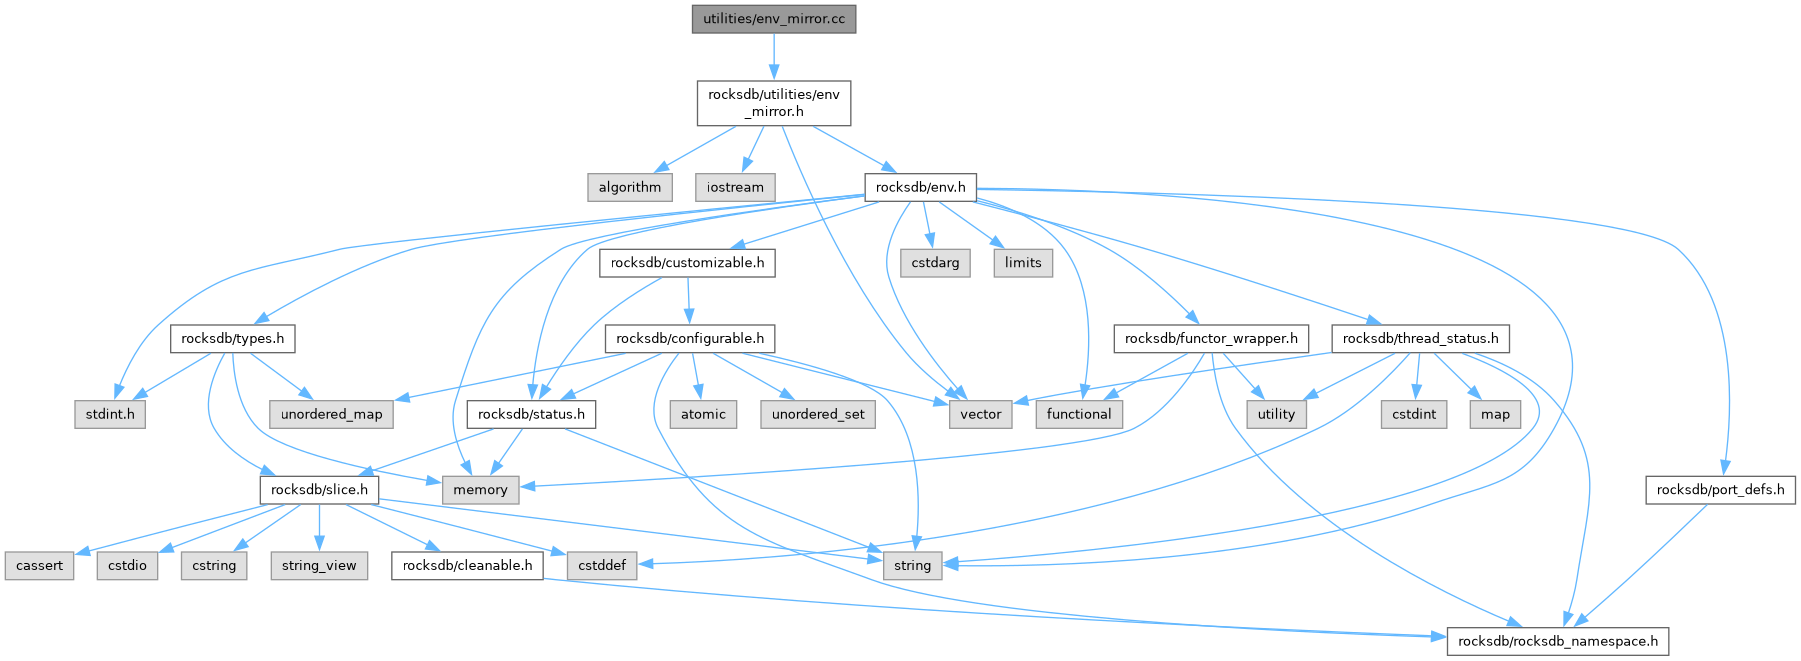 utilities/env_mirror.cc
rocksdb/utilities/env
_mirror.h
algorithm
iostream
rocksdb/env.h
rocksdb/customizable.h
cstdarg
limits
rocksdb/types.h
rocksdb/configurable.h
rocksdb/functor_wrapper.h
rocksdb/thread_status.h
stdint.h
unordered_map
rocksdb/status.h
atomic
unordered_set
vector
functional
utility
cstdint
map
rocksdb/slice.h
memory
rocksdb/port_defs.h
cassert
cstdio
cstring
string_view
rocksdb/cleanable.h
cstddef
string
rocksdb/rocksdb_namespace.h